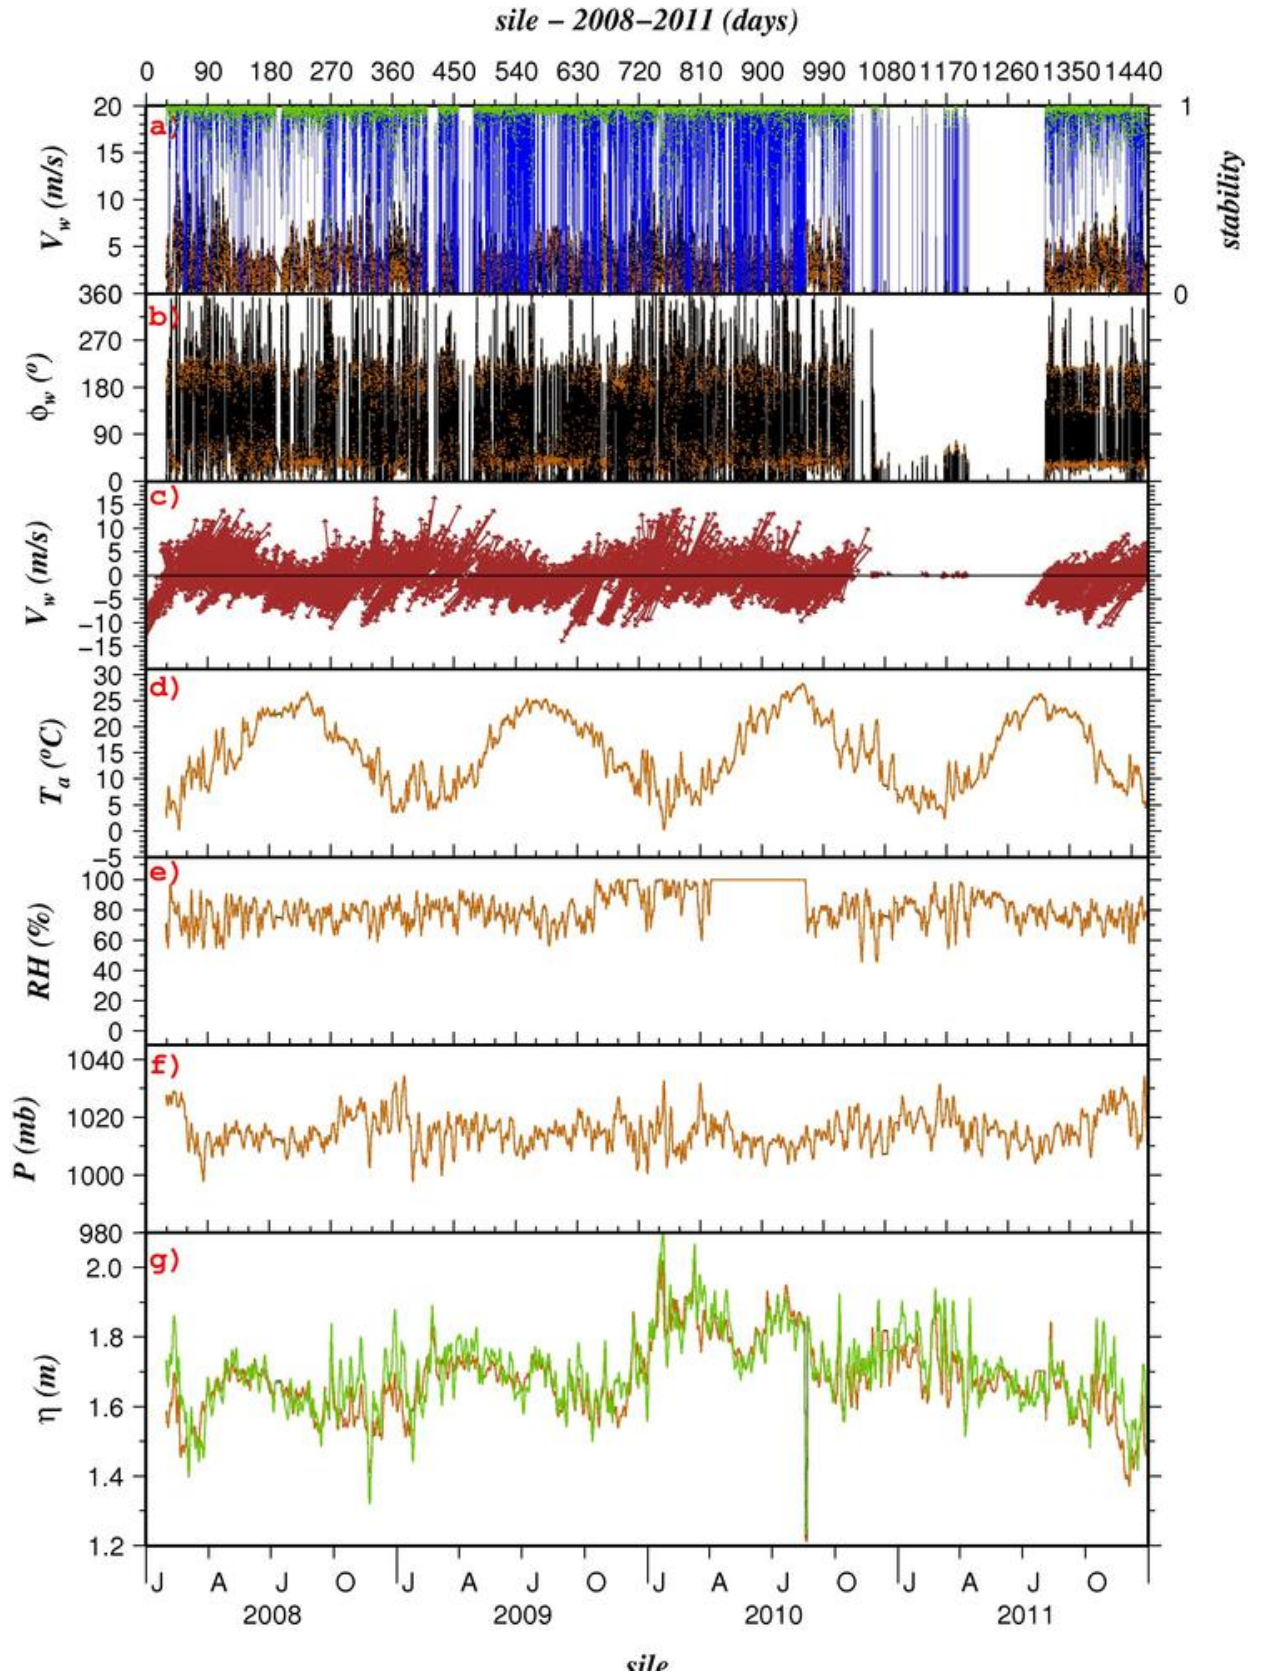 sile – 2008–2011 (days)
0 90 180 270 360 450 540 630 720 810 900 990 1080 1170 1260 1350 1440
a)
V_w (m/s)
20
15
10
5
stability
1
0
b)
ϕ_w (º)
360
270
180
90
0
c)
V_w (m/s)
15
10
5
0
−5
−10
−15
d)
T_a (ºC)
30
25
20
15
10
5
0
−5
e)
RH (%)
100
80
60
40
20
0
f)
P (mb)
1040
1020
1000
980
g)
η (m)
2.0
1.8
1.6
1.4
1.2
J A J O J A J O J A J O J A J O
2008 2009 2010 2011
sile